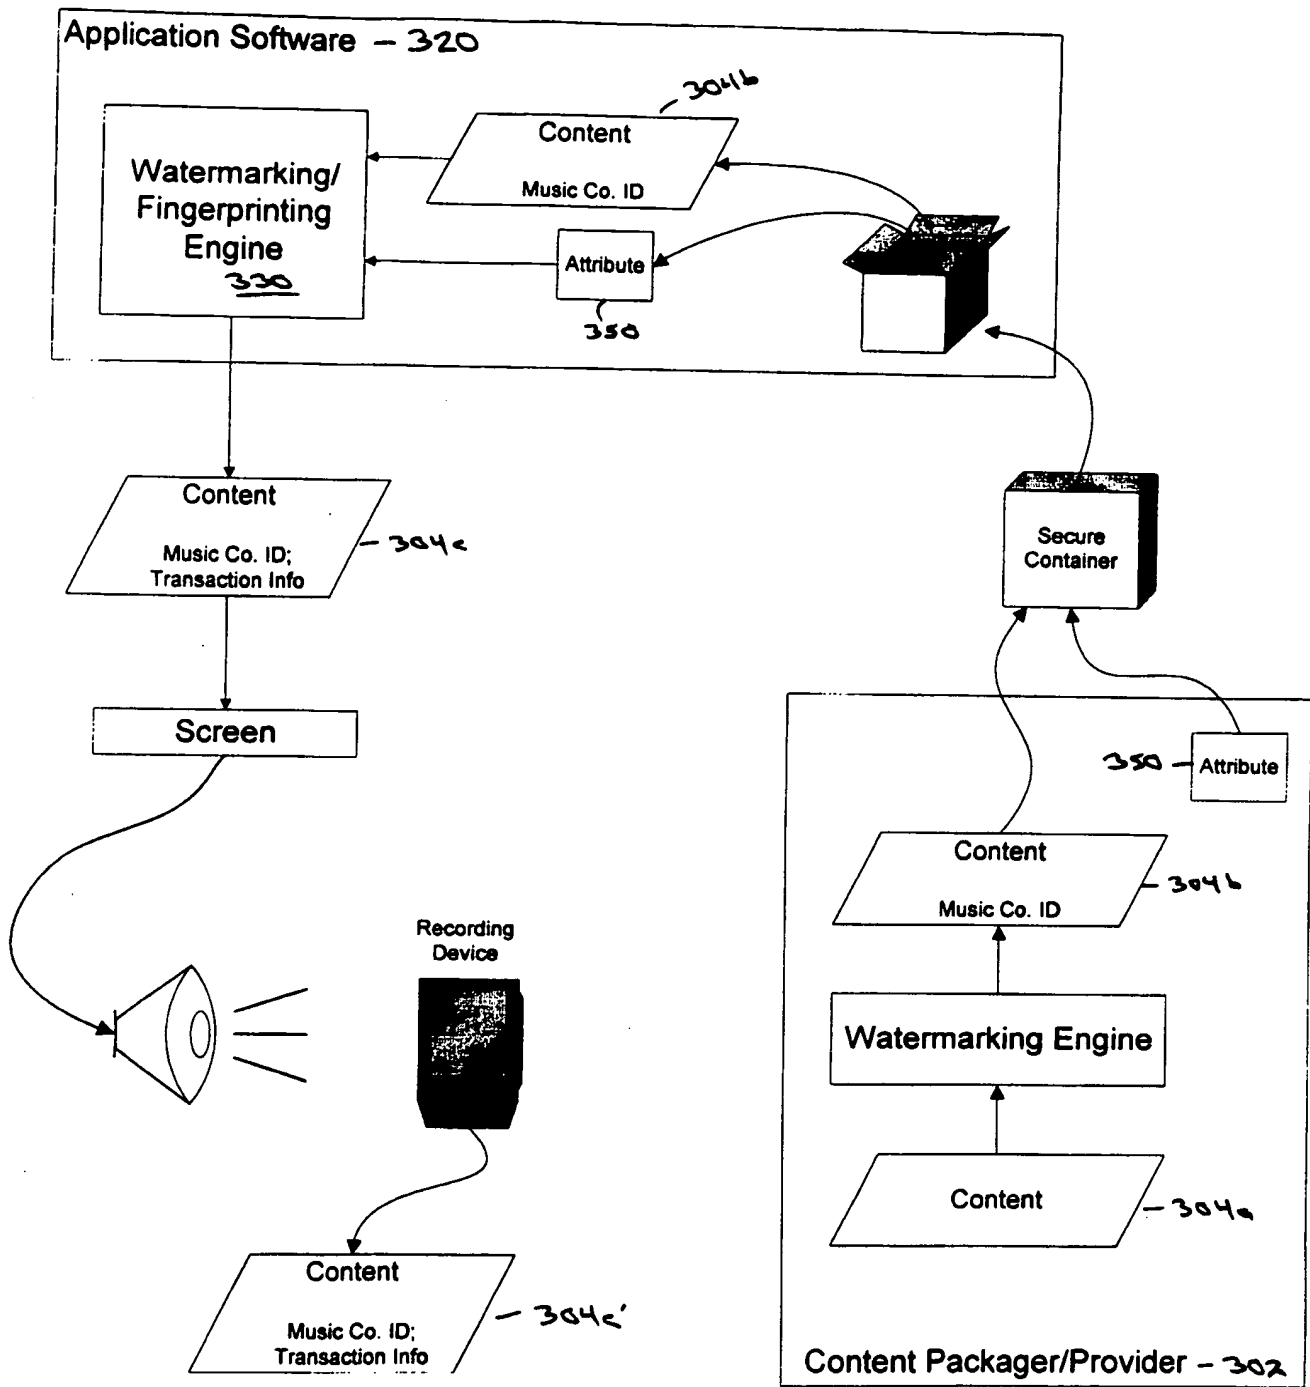 Application Software – 320
304b
Content
Music Co. ID
Watermarking/
Fingerprinting
Engine
330
Attribute
350
Content
Music Co. ID;
Transaction Info
304c
Secure
Container
Screen
350
Attribute
Content
Music Co. ID
304b
Recording
Device
Watermarking Engine
Content
304a
Content
Music Co. ID;
Transaction Info
304c'
Content Packager/Provider – 302